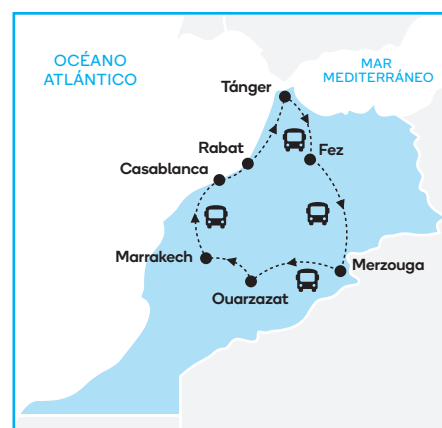 OCÉANO
ATLÁNTICO
MAR
MEDITERRÁNEO
Tánger
Rabat
Fez
Casablanca
Marrakech
Merzouga
Ouarzazat